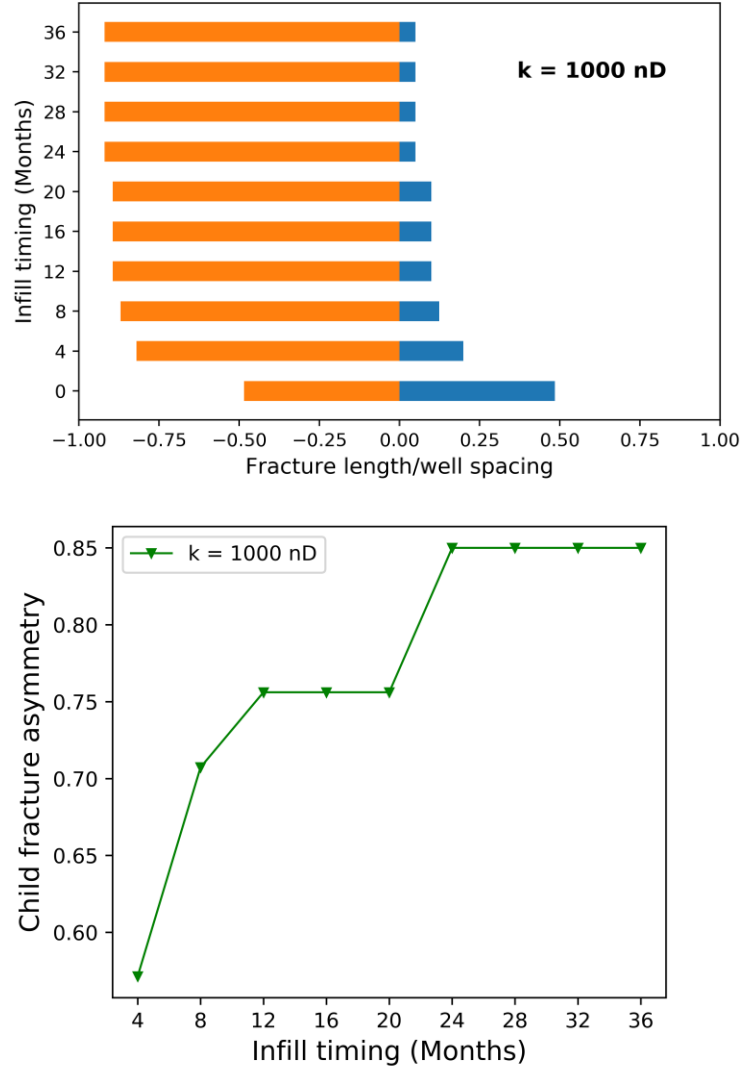 36
32
28
24
20
16
12
8
4
0
Infill timing (Months)
k = 1000 nD
−1.00 −0.75 −0.50 −0.25 0.00 0.25 0.50 0.75 1.00
Fracture length/well spacing
k = 1000 nD
0.85
0.80
0.75
0.70
0.65
0.60
Child fracture asymmetry
4 8 12 16 20 24 28 32 36
Infill timing (Months)